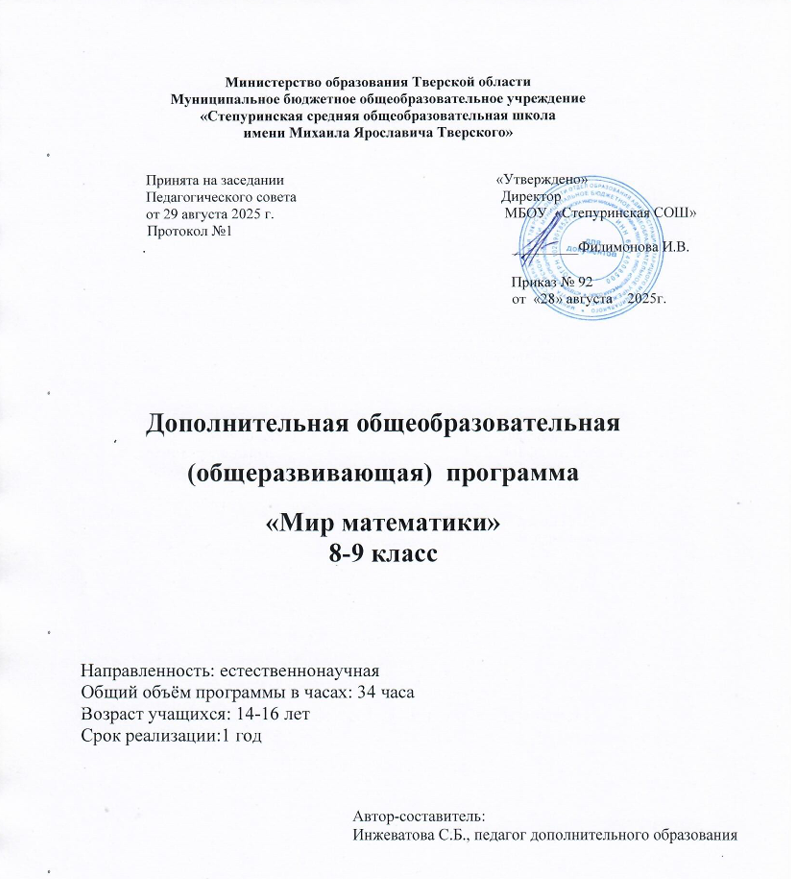 Министерство образования Тверской области
Муниципальное бюджетное общеобразовательное учреждение
«Степуринская средняя общеобразовательная школа
имени Михаила Ярославича Тверского»
Принята на заседании
Педагогического совета
от 29 августа 2025 г.
Протокол №1
«Утверждено»
Директор
МБОУ «Степуринская СОШ»
Филимонова И.В.
Приказ № 92
от «28» августа 2025г.
для
документов
Дополнительная общеобразовательная
(общеразвивающая) программа
«Мир математики»
8-9 класс
Направленность: естественнонаучная
Общий объём программы в часах: 34 часа
Возраст учащихся: 14-16 лет
Срок реализации:1 год
Автор-составитель:
Инжеватова С.Б., педагог дополнительного образования